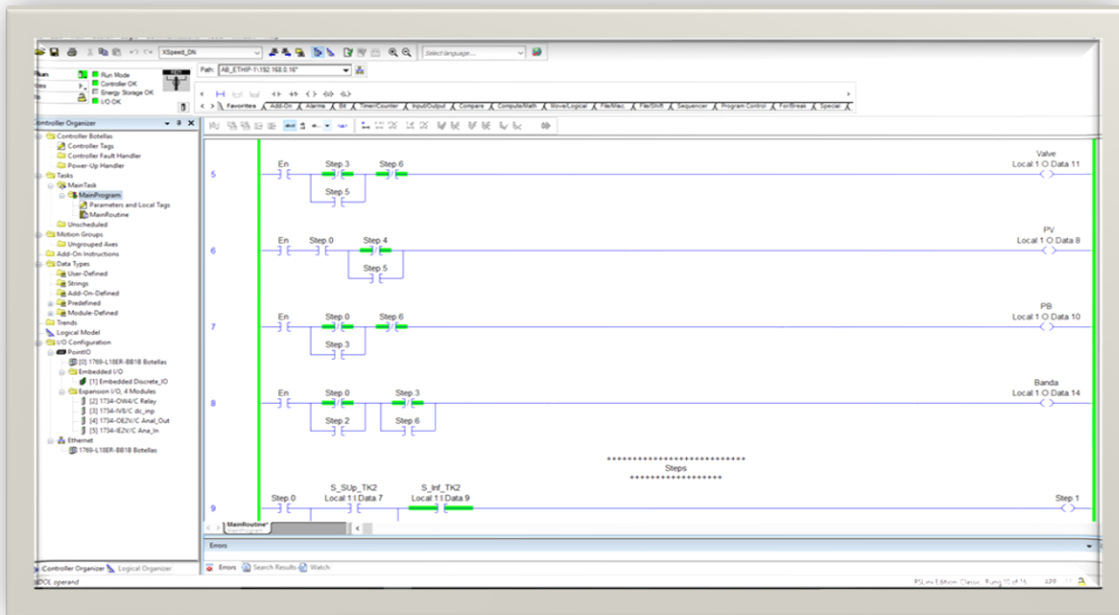 XSpeed_DN
Select language...
Run
Run Mode
Controller OK
Energy Storage OK
I/O OK
Path: AB_ETHIP-1\192.168.0.16*
Favorites Add-On Alarms Bit Timer/Counter Input/Output Compare Compute/Math Move/Logical File/Misc. File/Shift Sequencer Program Control For/Break Special
Controller Organizer
Controller Botellas
Controller Tags
Controller Fault Handler
Power-Up Handler
Tasks
MainTask
MainProgram
Parameters and Local Tags
MainRoutine
Unscheduled
Motion Groups
Ungrouped Axes
Add-On Instructions
Data Types
User-Defined
Strings
Add-On-Defined
Predefined
Module-Defined
Trends
Logical Model
I/O Configuration
PointIO
[0] 1769-L18ER-BB1B Botellas
Embedded I/O
[1] Embedded Discrete_IO
Expansion I/O, 4 Modules
[2] 1734-OW4/C Relay
[3] 1734-IV8/C dc_inp
[4] 1734-OE2V/C Anal_Out
[5] 1734-IE2V/C Ana_In
Ethernet
1769-L18ER-BB1B Botellas
Controller Organizer Logical Organizer
Valve
En Step.3 Step.6 Local:1:O.Data.11
5
Step.5
PV
En Step.0 Step.4 Local:1:O.Data.8
6
Step.5
PB
En Step.0 Step.6 Local:1:O.Data.10
7
Step.3
Banda
En Step.0 Step.3 Local:1:O.Data.14
8
Step.2 Step.6
**************************
Steps
******************
S_SUp_TK2 S_Inf_TK2
Step.0 Local:1:I.Data.7 Local:1:I.Data.9 Step.1
9
MainRoutine*
Errors
Errors Search Results Watch
BOOL operand